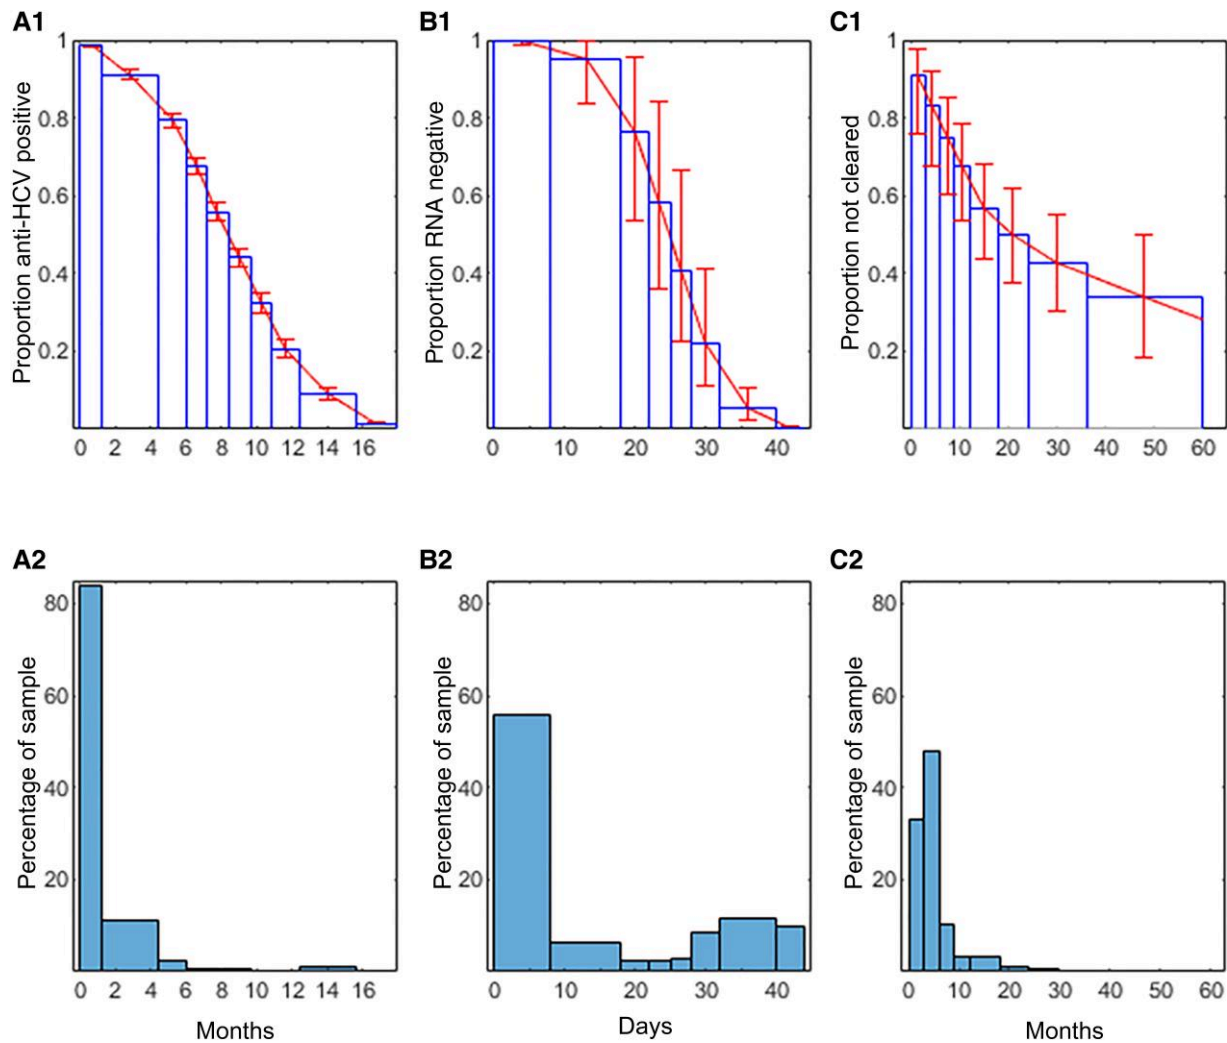 A1
B1
C1
Proportion anti-HCV positive
1
0.8
0.6
0.4
0.2
0 2 4 6 8 10 12 14 16
Proportion RNA negative
1
0.8
0.6
0.4
0.2
0 10 20 30 40
Proportion not cleared
1
0.8
0.6
0.4
0.2
0 10 20 30 40 50 60
A2
B2
C2
Percentage of sample
80
60
40
20
0 2 4 6 8 10 12 14 16
Months
Percentage of sample
80
60
40
20
0 10 20 30 40
Days
Percentage of sample
80
60
40
20
0 10 20 30 40 50 60
Months